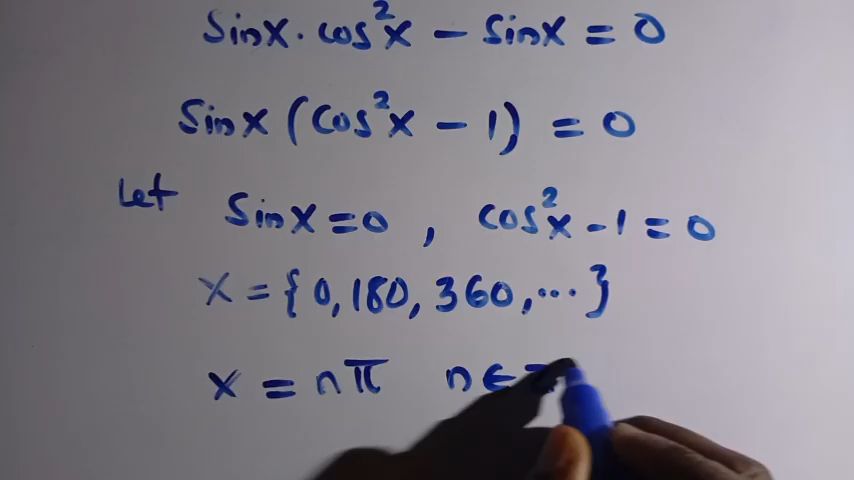 Sinx · cos²x − Sinx = 0
Sinx (Cos²x − 1) = 0
Let Sinx = 0 , cos²x − 1 = 0
x = {0, 180, 360, ...}
x = nπ n ∈